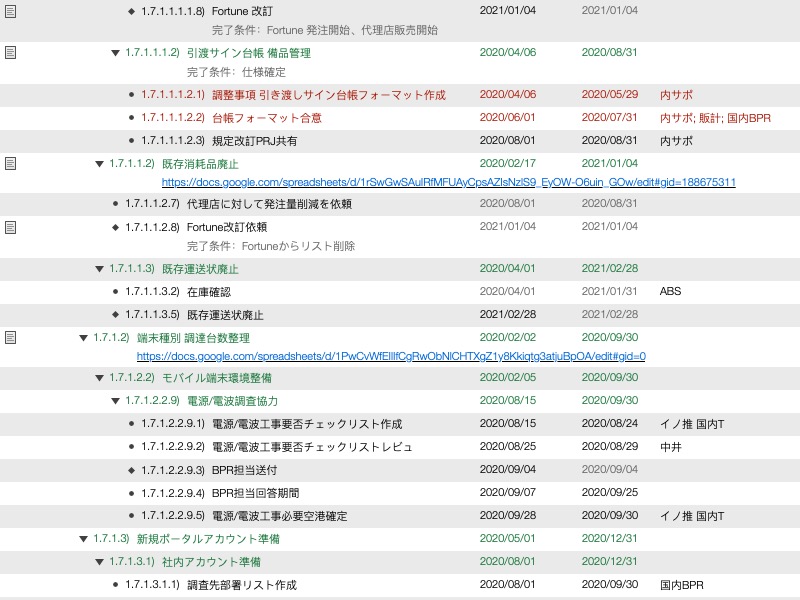 1.7.1.1.1.1.8) Fortune 改訂 2021/01/04 2021/01/04
完了条件：Fortune 発注開始、代理店販売開始
1.7.1.1.1.2) 引渡サイン台帳 備品管理 2020/04/06 2020/08/31
完了条件：仕様確定
1.7.1.1.1.2.1) 調整事項 引き渡しサイン台帳フォーマット作成 2020/04/06 2020/05/29 内サポ
1.7.1.1.1.2.2) 台帳フォーマット合意 2020/06/01 2020/07/31 内サポ; 販計; 国内BPR
1.7.1.1.1.2.3) 規定改訂PRJ共有 2020/08/01 2020/08/31 内サポ
1.7.1.1.2) 既存消耗品廃止 2020/02/17 2021/01/04
https://docs.google.com/spreadsheets/d/1rSwGwSAulRfMFUAyCpsAZlsNzlS9_EyOW-O6uin_GOw/edit#gid=188675311
1.7.1.1.2.7) 代理店に対して発注量削減を依頼 2020/08/01 2020/08/31
1.7.1.1.2.8) Fortune改訂依頼 2021/01/04 2021/01/04
完了条件：Fortuneからリスト削除
1.7.1.1.3) 既存運送状廃止 2020/04/01 2021/02/28
1.7.1.1.3.2) 在庫確認 2020/04/01 2021/01/31 ABS
1.7.1.1.3.5) 既存運送状廃止 2021/02/28 2021/02/28
1.7.1.2) 端末種別 調達台数整理 2020/02/02 2020/09/30
https://docs.google.com/spreadsheets/d/1PwCvWfEIlIfCgRwObNlCHTXgZ1y8Kkiqtg3atjuBpOA/edit#gid=0
1.7.1.2.2) モバイル端末環境整備 2020/02/05 2020/09/30
1.7.1.2.2.9) 電源/電波調査協力 2020/08/15 2020/09/30
1.7.1.2.2.9.1) 電源/電波工事要否チェックリスト作成 2020/08/15 2020/08/24 イノ推 国内T
1.7.1.2.2.9.2) 電源/電波工事要否チェックリストレビュ 2020/08/25 2020/08/29 中井
1.7.1.2.2.9.3) BPR担当送付 2020/09/04 2020/09/04
1.7.1.2.2.9.4) BPR担当回答期間 2020/09/07 2020/09/25
1.7.1.2.2.9.5) 電源/電波工事必要空港確定 2020/09/28 2020/09/30 イノ推 国内T
1.7.1.3) 新規ポータルアカウント準備 2020/05/01 2020/12/31
1.7.1.3.1) 社内アカウント準備 2020/08/01 2020/12/31
1.7.1.3.1.1) 調査先部署リスト作成 2020/08/01 2020/09/30 国内BPR